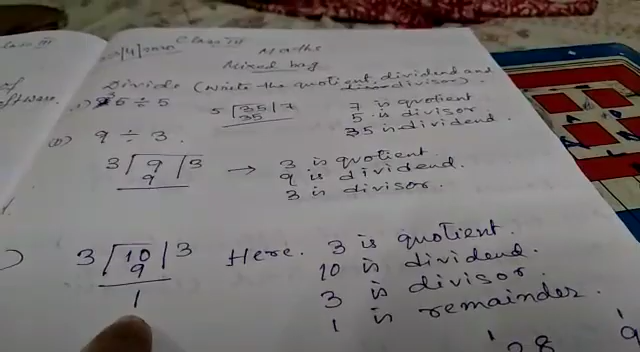 Class III
Class III
Maths
Mixed bag
Divide (Write the quotient, dividend and divisor).
35 ÷ 5
5 35 7
35
7 is quotient
5 is divisor
35 is dividend.
9 ÷ 3.
3 9 3
9
→ 3 is quotient
9 is dividend.
3 is divisor.
3 10 3
9
1
Here. 3 is quotient.
10 is dividend.
3 is divisor.
1 is remainder.